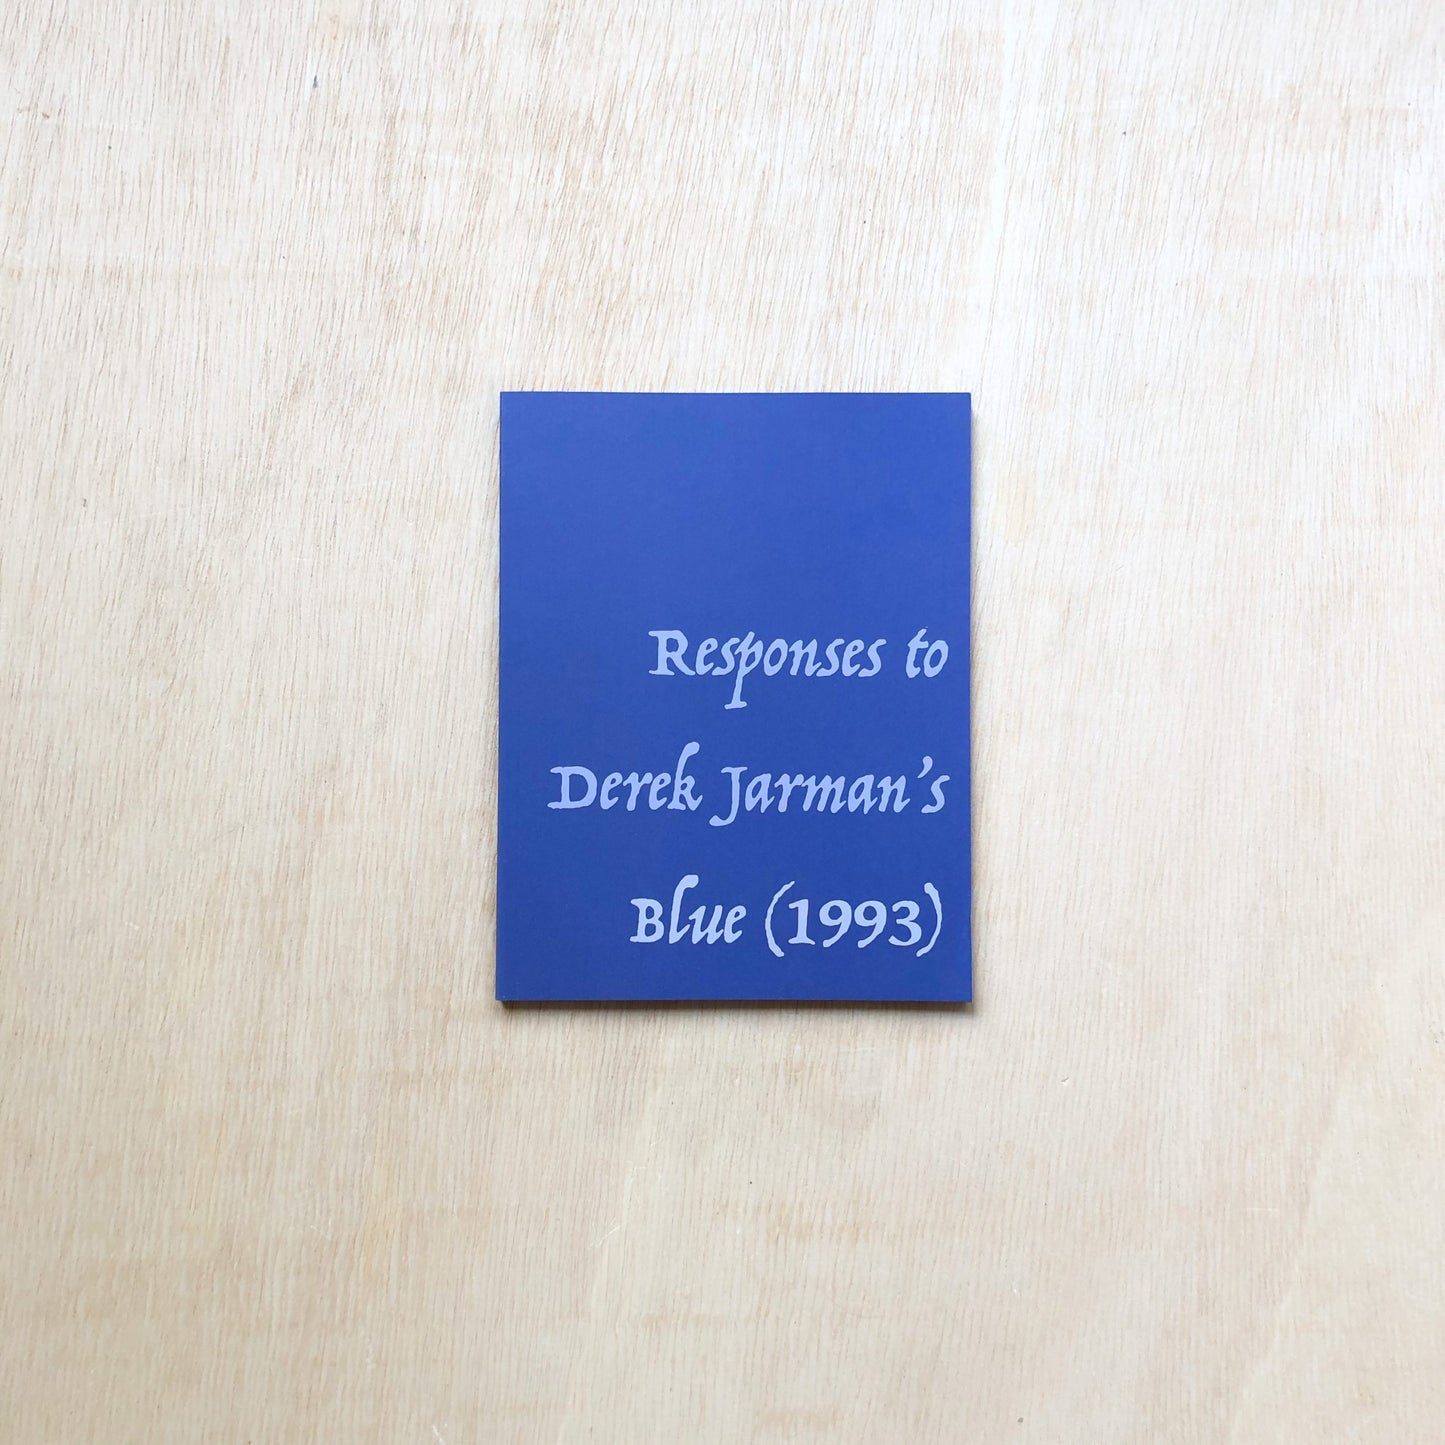 Responses to
Derek Jarman’s
Blue (1993)